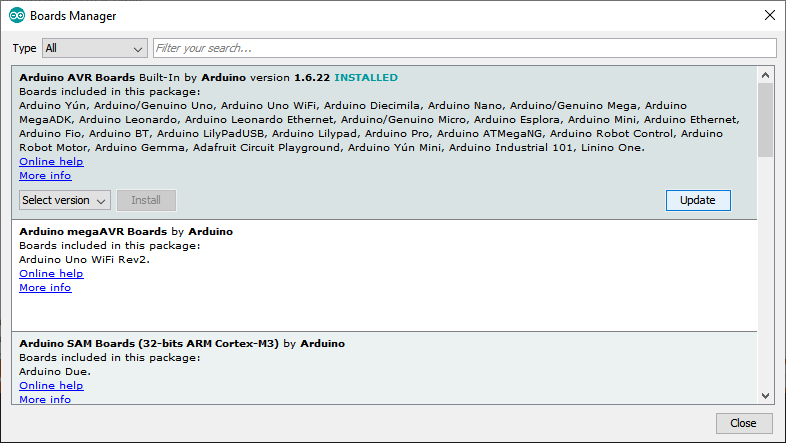 Boards Manager
Type All Filter your search...
Arduino AVR Boards Built-In by Arduino version 1.6.22 INSTALLED
Boards included in this package:
Arduino Yún, Arduino/Genuino Uno, Arduino Uno WiFi, Arduino Diecimila, Arduino Nano, Arduino/Genuino Mega, Arduino
MegaADK, Arduino Leonardo, Arduino Leonardo Ethernet, Arduino/Genuino Micro, Arduino Esplora, Arduino Mini, Arduino Ethernet,
Arduino Fio, Arduino BT, Arduino LilyPadUSB, Arduino Lilypad, Arduino Pro, Arduino ATMegaNG, Arduino Robot Control, Arduino
Robot Motor, Arduino Gemma, Adafruit Circuit Playground, Arduino Yún Mini, Arduino Industrial 101, Linino One.
Online help
More info
Select version Install Update
Arduino megaAVR Boards by Arduino
Boards included in this package:
Arduino Uno WiFi Rev2.
Online help
More info
Arduino SAM Boards (32-bits ARM Cortex-M3) by Arduino
Boards included in this package:
Arduino Due.
Online help
More info
Close